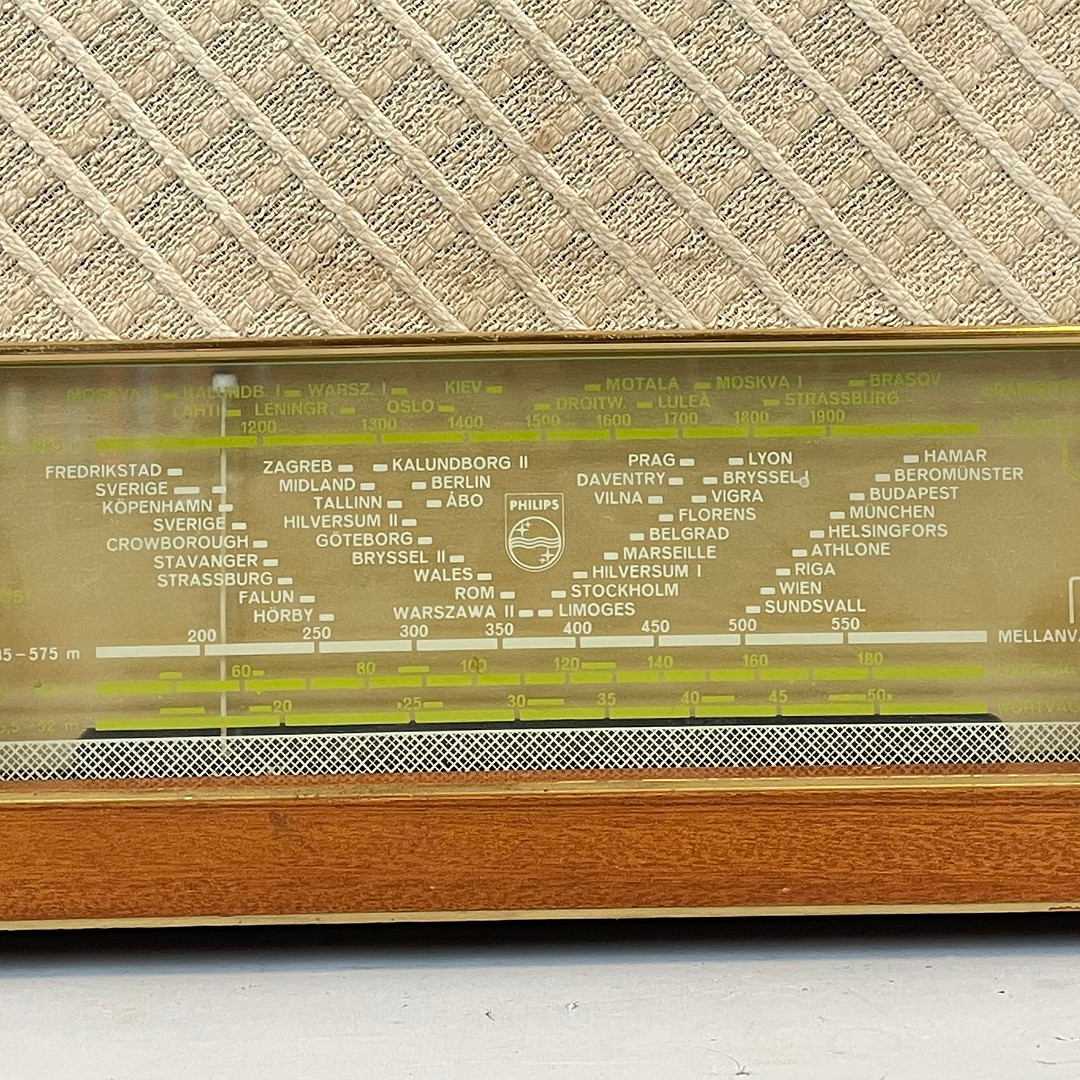 MOSKVA KALUNDB. I WARSZ. I KIEV MOTALA MOSKVA I BRASOV
LAHTI LENINGR. OSLO DROITW. LULEÅ STRASSBURG
1200 1300 1400 1500 1600 1700 1800 1900
FREDRIKSTAD ZAGREB KALUNDBORG II PRAG LYON HAMAR
SVERIGE MIDLAND BERLIN DAVENTRY BRYSSEL I BEROMÜNSTER
KÖPENHAMN TALLINN ÅBO VILNA VIGRA BUDAPEST
PHILIPS
SVERIGE HILVERSUM II FLORENS MÜNCHEN
CROWBOROUGH GÖTEBORG BELGRAD HELSINGFORS
STAVANGER BRYSSEL II MARSEILLE ATHLONE
STRASSBURG WALES HILVERSUM I RIGA
FALUN ROM STOCKHOLM WIEN
HÖRBY WARSZAWA II LIMOGES SUNDSVALL
200 250 300 350 400 450 500 550
5–575 m MELLANV
60 80 100 120 140 160 180
20 25 30 35 40 45 50